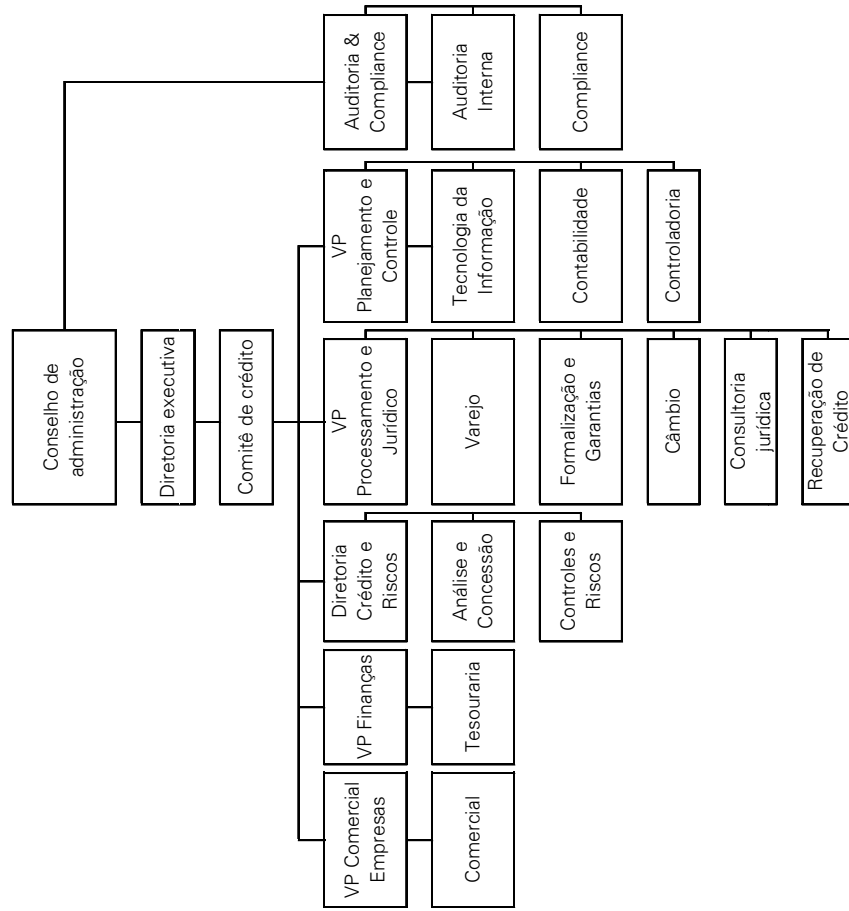 Conselho de
administração
Diretoria executiva
Comitê de crédito
VP Comercial
Empresas
VP Finanças
Diretoria
Crédito e
Riscos
VP
Processamento e
Jurídico
VP
Planejamento e
Controle
Auditoria &
Compliance
Comercial
Tesouraria
Análise e
Concessão
Varejo
Tecnologia da
Informação
Auditoria
Interna
Controles e
Riscos
Formalização e
Garantias
Contabilidade
Compliance
Câmbio
Controladoria
Consultoria
jurídica
Recuperação de
Crédito